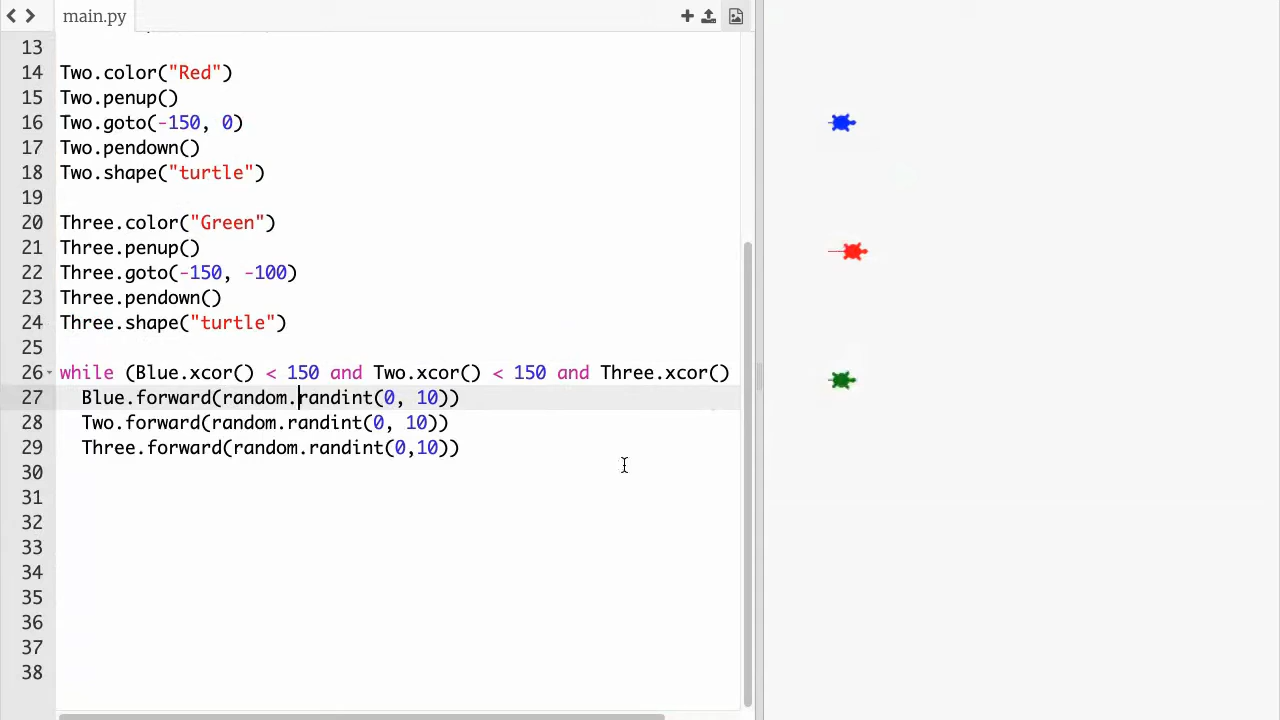 main.py
13
14 Two.color("Red")
15 Two.penup()
16 Two.goto(-150, 0)
17 Two.pendown()
18 Two.shape("turtle")
19
20 Three.color("Green")
21 Three.penup()
22 Three.goto(-150, -100)
23 Three.pendown()
24 Three.shape("turtle")
25
26 while (Blue.xcor() < 150 and Two.xcor() < 150 and Three.xcor()
27 Blue.forward(random.randint(0, 10))
28 Two.forward(random.randint(0, 10))
29 Three.forward(random.randint(0,10))
30
31
32
33
34
35
36
37
38